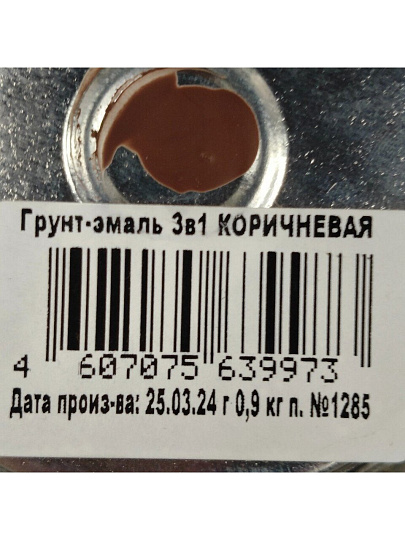 Грунт-эмаль 3в1 КОРИЧНЕВАЯ
4 607075 639973
Дата произ-ва: 25.03.24 г 0,9 кг п. №1285